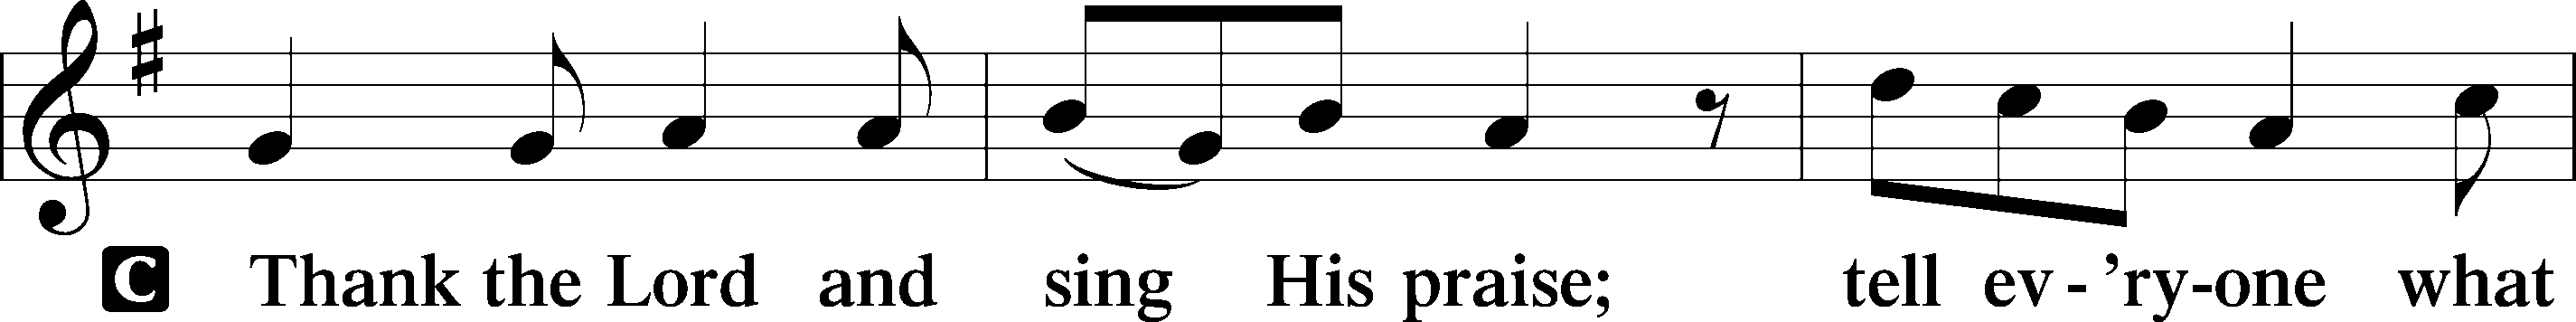 C Thank the Lord and sing His praise; tell ev - ’ry-one what